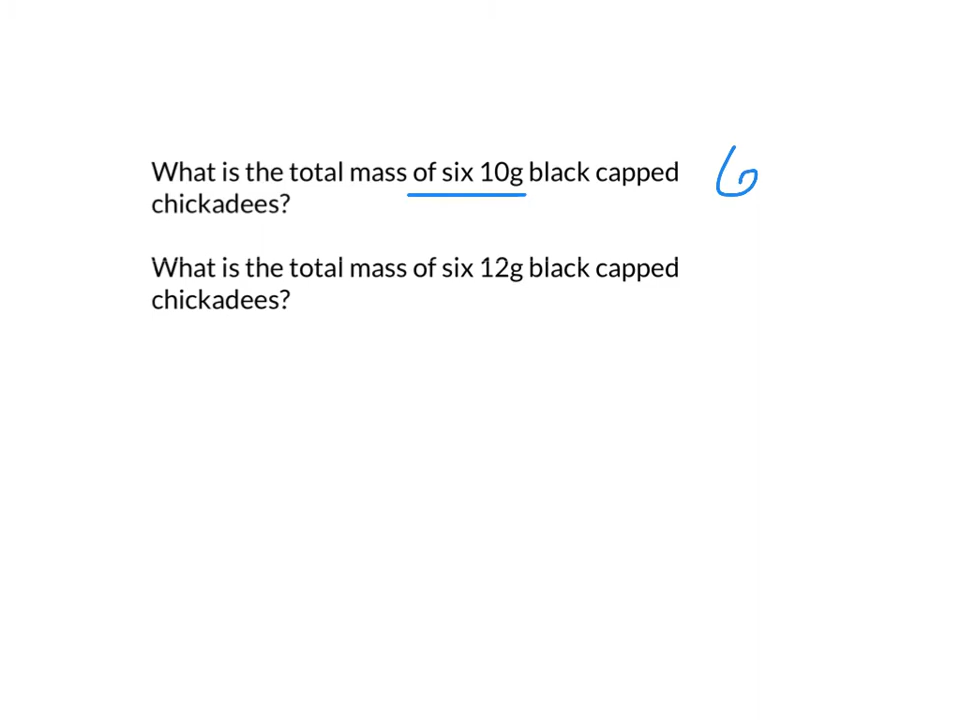 What is the total mass of six 10g black capped 6
chickadees?
What is the total mass of six 12g black capped
chickadees?